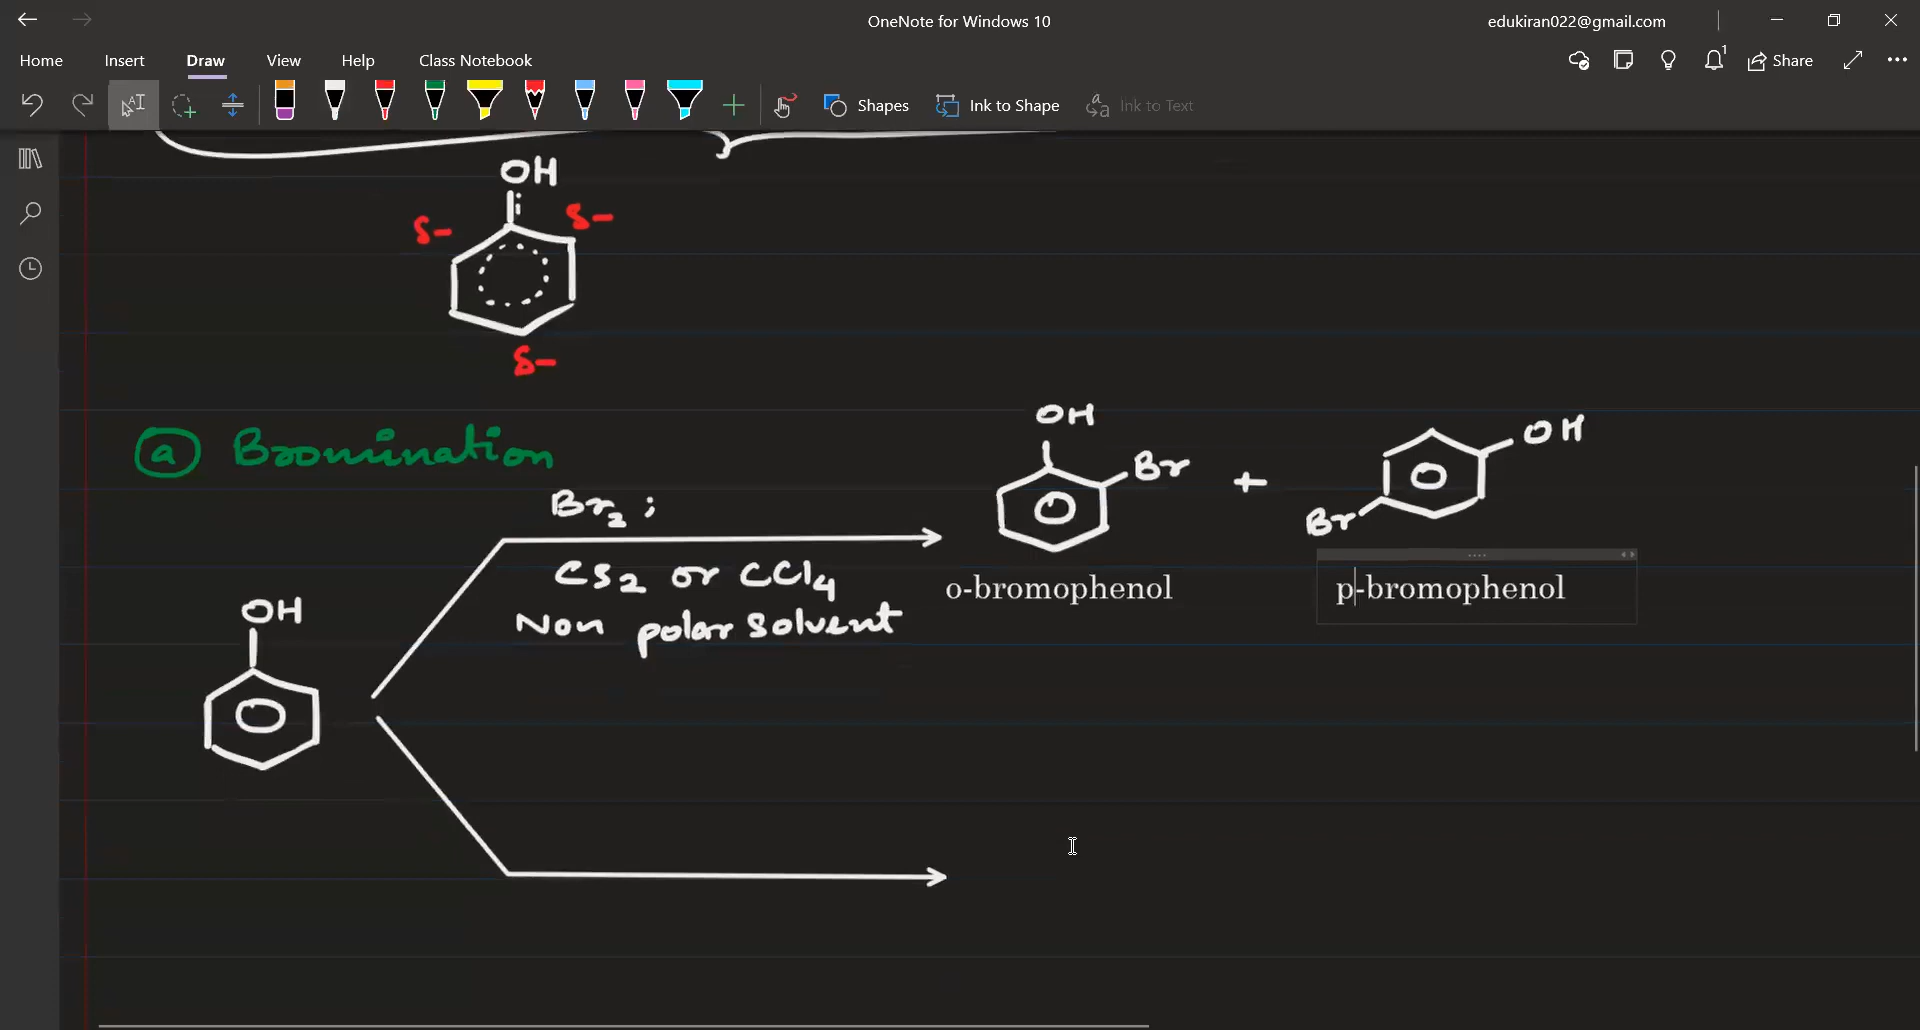 OneNote for Windows 10
edukiran022@gmail.com
Home Insert Draw View Help Class Notebook
1
Share
Shapes
Ink to Shape
Ink to Text
OH
δ-
δ-
δ-
a Bromination
Br2 ;
CS2 or CCl4
Non polar solvent
OH
OH
Br
+
OH
Br
o-bromophenol
p-bromophenol